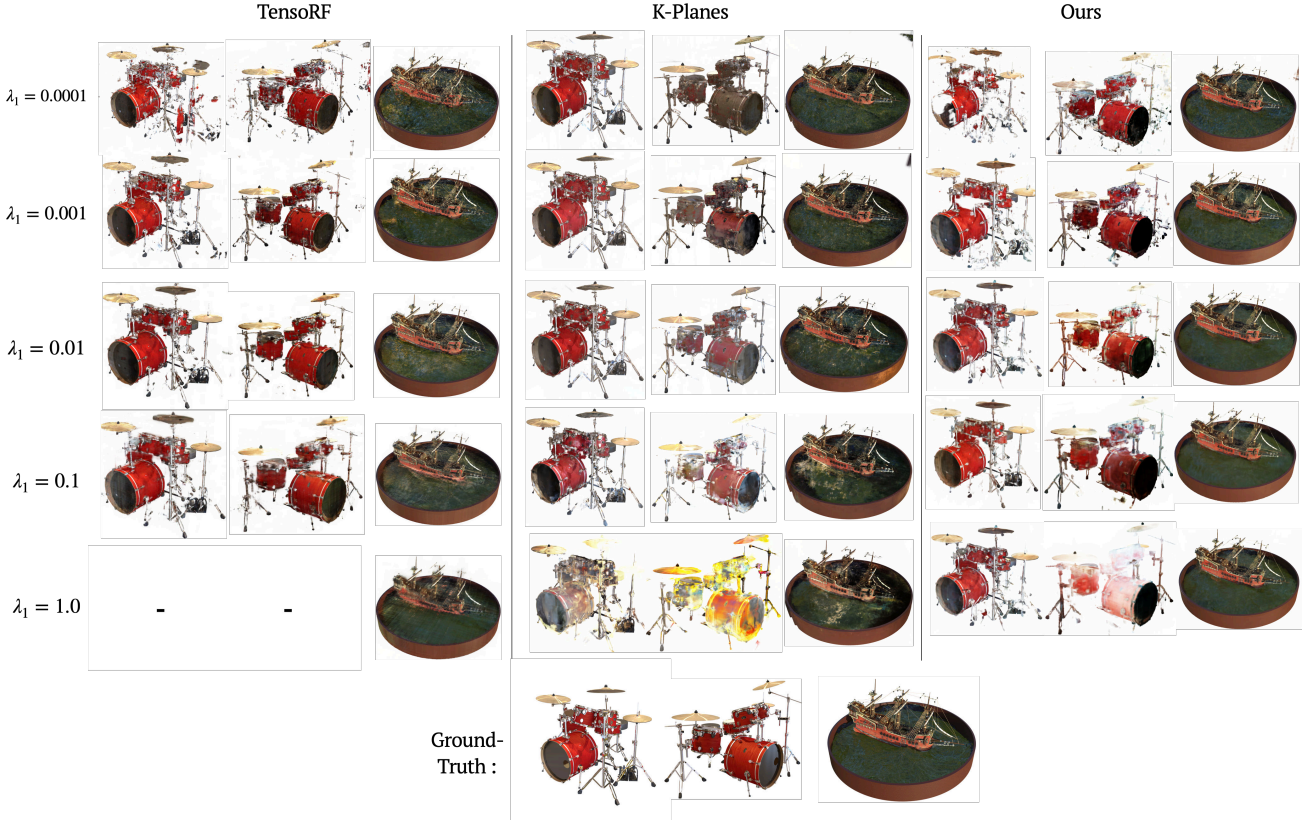 TensoRF K-Planes Ours
λ₁ = 0.0001
λ₁ = 0.001
λ₁ = 0.01
λ₁ = 0.1
λ₁ = 1.0 - -
Ground-
Truth :